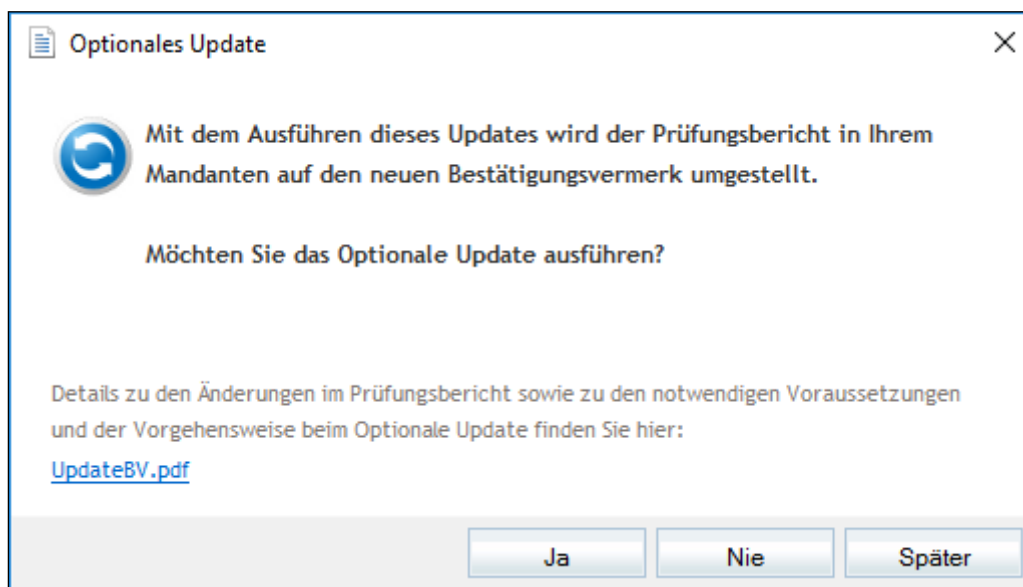 Optionales Update
Mit dem Ausführen dieses Updates wird der Prüfungsbericht in Ihrem
Mandanten auf den neuen Bestätigungsvermerk umgestellt.
Möchten Sie das Optionale Update ausführen?
Details zu den Änderungen im Prüfungsbericht sowie zu den notwendigen Voraussetzungen
und der Vorgehensweise beim Optionale Update finden Sie hier:
UpdateBV.pdf
Ja Nie Später